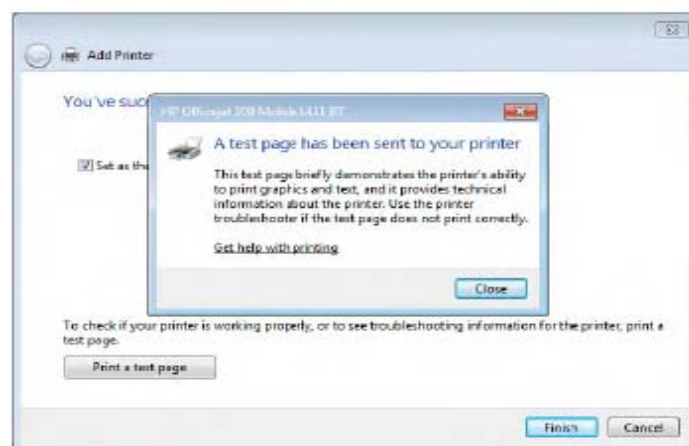 Add Printer
You've suc
HP Officejet 200 Mobile
A test page has been sent to your printer
Set as the
This test page briefly demonstrates the printer's ability
to print graphics and text, and it provides technical
information about the printer. Use the printer
troubleshooter if the test page does not print correctly.
Get help with printing
Close
To check if your printer is working properly, or to see troubleshooting information for the printer, print a
test page.
Print a test page
Finish
Cancel